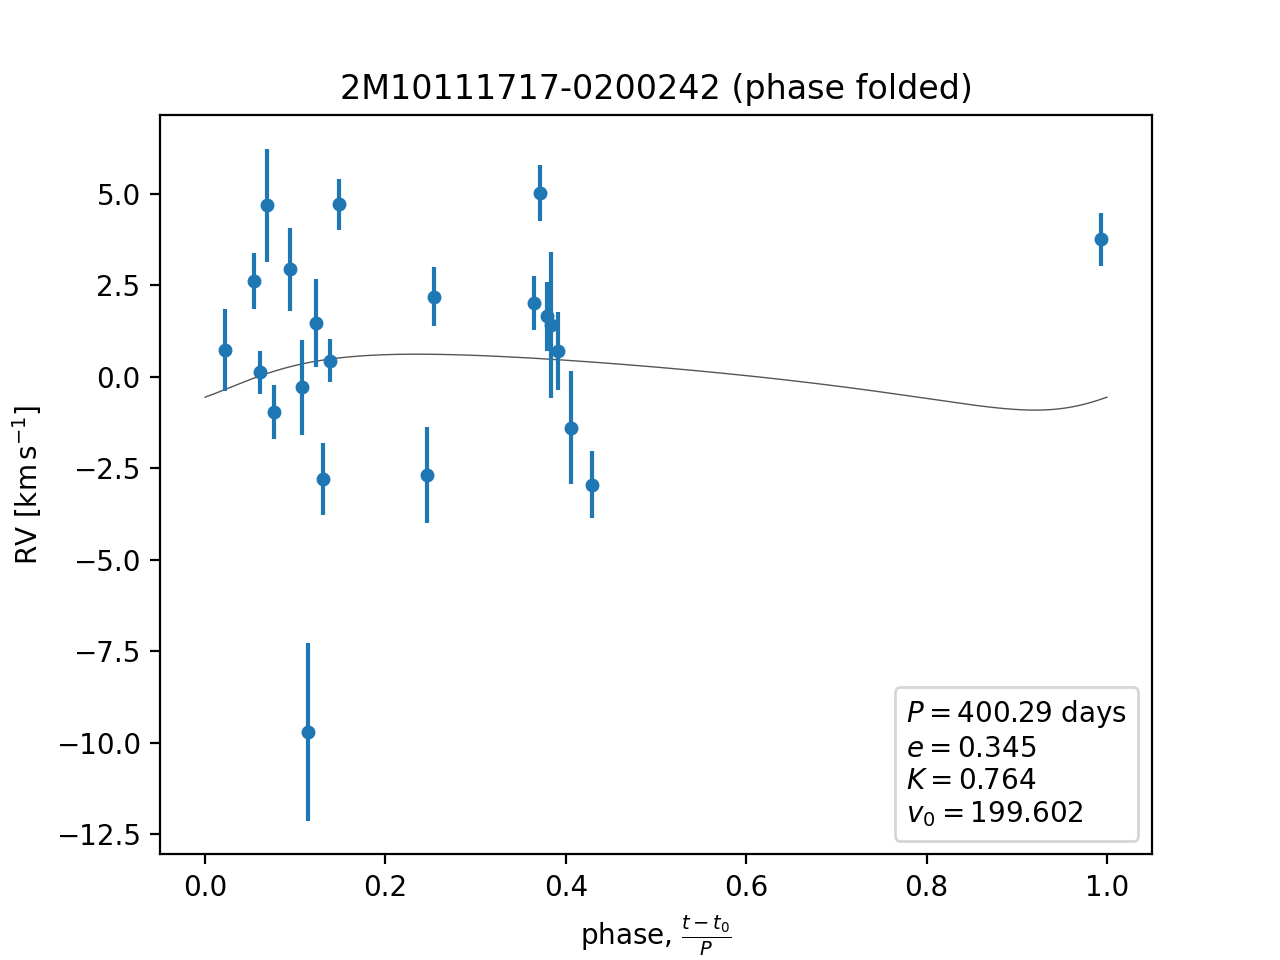 2M10111717-0200242 (phase folded)
RV [km s⁻¹]
5.0
2.5
0.0
−2.5
−5.0
−7.5
−10.0
−12.5
P = 400.29 days
e = 0.345
K = 0.764
v₀ = 199.602
0.0 0.2 0.4 0.6 0.8 1.0
phase, (t − t₀)/P